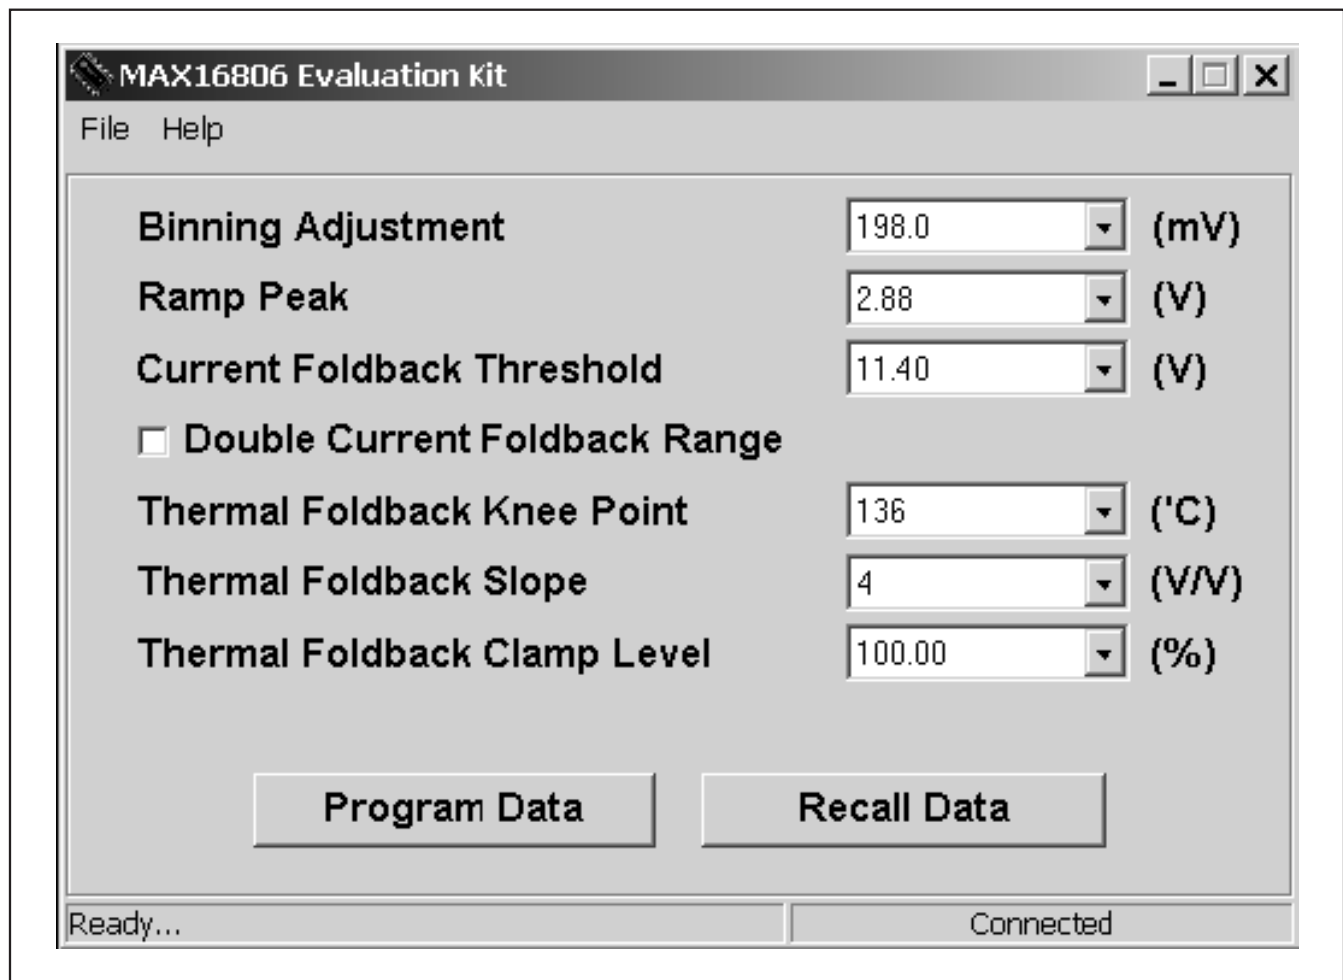 MAX16806 Evaluation Kit
File Help
Binning Adjustment 198.0 (mV)
Ramp Peak 2.88 (V)
Current Foldback Threshold 11.40 (V)
Double Current Foldback Range
Thermal Foldback Knee Point 136 ('C)
Thermal Foldback Slope 4 (V/V)
Thermal Foldback Clamp Level 100.00 (%)
Program Data Recall Data
Ready... Connected